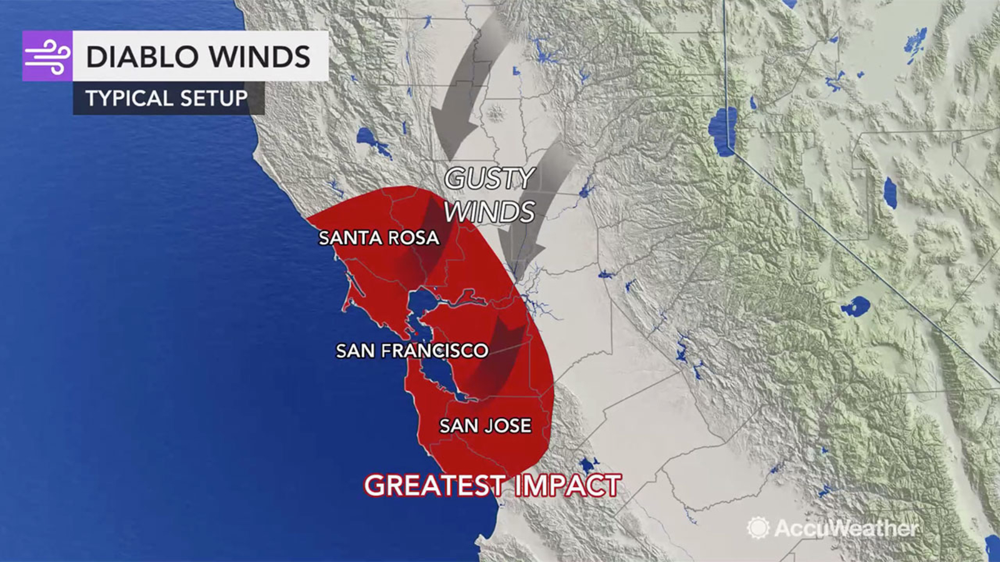 DIABLO WINDS
TYPICAL SETUP
GUSTY
WINDS
SANTA ROSA
SAN FRANCISCO
SAN JOSE
GREATEST IMPACT
AccuWeather